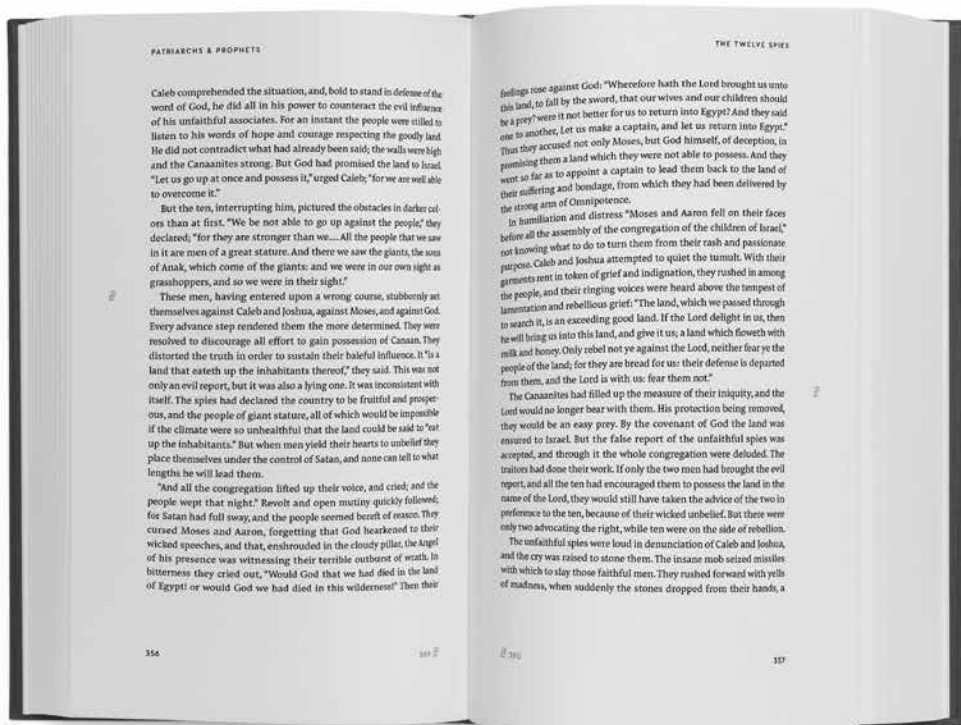 PATRIARCHS & PROPHETS
Caleb comprehended the situation, and, bold to stand in defense of the
word of God, he did all in his power to counteract the evil influence
of his unfaithful associates. For an instant the people were stilled to
listen to his words of hope and courage respecting the goodly land.
He did not contradict what had already been said; the walls were high
and the Canaanites strong. But God had promised the land to Israel.
"Let us go up at once and possess it," urged Caleb; "for we are well able
to overcome it."
But the ten, interrupting him, pictured the obstacles in darker col-
ors than at first. "We be not able to go up against the people," they
declared; "for they are stronger than we.... All the people that we saw
in it are men of a great stature. And there we saw the giants, the sons
of Anak, which come of the giants: and we were in our own sight as
grasshoppers, and so we were in their sight."
These men, having entered upon a wrong course, stubbornly set
themselves against Caleb and Joshua, against Moses, and against God.
Every advance step rendered them the more determined. They were
resolved to discourage all effort to gain possession of Canaan. They
distorted the truth in order to sustain their baleful influence. It "is a
land that eateth up the inhabitants thereof," they said. This was not
only an evil report, but it was also a lying one. It was inconsistent with
itself. The spies had declared the country to be fruitful and prosper-
ous, and the people of giant stature, all of which would be impossible
if the climate were so unhealthful that the land could be said to "eat
up the inhabitants." But when men yield their hearts to unbelief they
place themselves under the control of Satan, and none can tell to what
lengths he will lead them.
"And all the congregation lifted up their voice, and cried; and the
people wept that night." Revolt and open mutiny quickly followed;
for Satan had full sway, and the people seemed bereft of reason. They
cursed Moses and Aaron, forgetting that God hearkened to their
wicked speeches, and that, enshrouded in the cloudy pillar, the Angel
of his presence was witnessing their terrible outburst of wrath. In
bitterness they cried out, "Would God that we had died in the land
of Egypt! or would God we had died in this wilderness!" Then their
356
THE TWELVE SPIES
feelings rose against God: "Wherefore hath the Lord brought us unto
this land, to fall by the sword, that our wives and our children should
be a prey? were it not better for us to return into Egypt? And they said
one to another, Let us make a captain, and let us return into Egypt."
Thus they accused not only Moses, but God himself, of deception, in
promising them a land which they were not able to possess. And they
went so far as to appoint a captain to lead them back to the land of
their suffering and bondage, from which they had been delivered by
the strong arm of Omnipotence.
In humiliation and distress "Moses and Aaron fell on their faces
before all the assembly of the congregation of the children of Israel,"
not knowing what to do to turn them from their rash and passionate
purpose. Caleb and Joshua attempted to quiet the tumult. With their
garments rent in token of grief and indignation, they rushed in among
the people, and their ringing voices were heard above the tempest of
lamentation and rebellious grief: "The land, which we passed through
to search it, is an exceeding good land. If the Lord delight in us, then
he will bring us into this land, and give it us; a land which floweth with
milk and honey. Only rebel not ye against the Lord, neither fear ye the
people of the land; for they are bread for us: their defense is departed
from them, and the Lord is with us: fear them not."
The Canaanites had filled up the measure of their iniquity, and the
Lord would no longer bear with them. His protection being removed,
they would be an easy prey. By the covenant of God the land was
ensured to Israel. But the false report of the unfaithful spies was
accepted, and through it the whole congregation were deluded. The
traitors had done their work. If only the two men had brought the evil
report, and all the ten had encouraged them to possess the land in the
name of the Lord, they would still have taken the advice of the two in
preference to the ten, because of their wicked unbelief. But there were
only two advocating the right, while ten were on the side of rebellion.
The unfaithful spies were loud in denunciation of Caleb and Joshua,
and the cry was raised to stone them. The insane mob seized missiles
with which to slay those faithful men. They rushed forward with yells
of madness, when suddenly the stones dropped from their hands, a
357